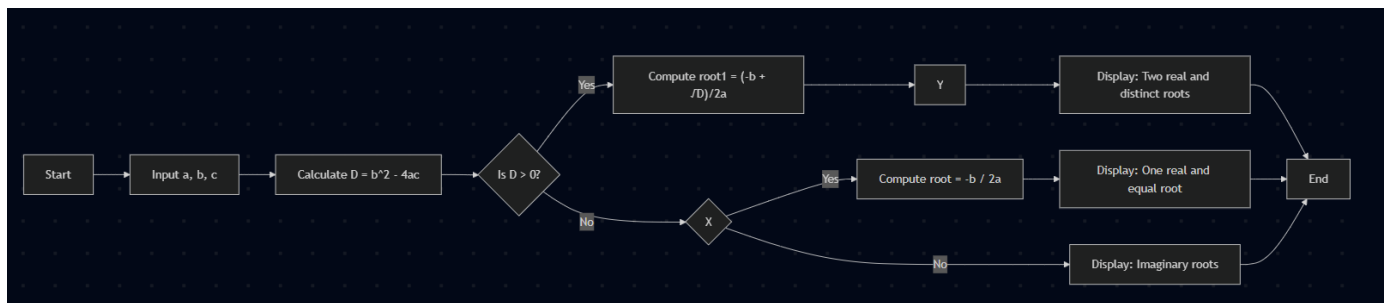 Start
Input a, b, c
Calculate D = b^2 - 4ac
Is D > 0?
Yes
Compute root1 = (-b +
√D)/2a
Y
Display: Two real and
distinct roots
No
X
Yes
Compute root = -b / 2a
Display: One real and
equal root
No
Display: Imaginary roots
End